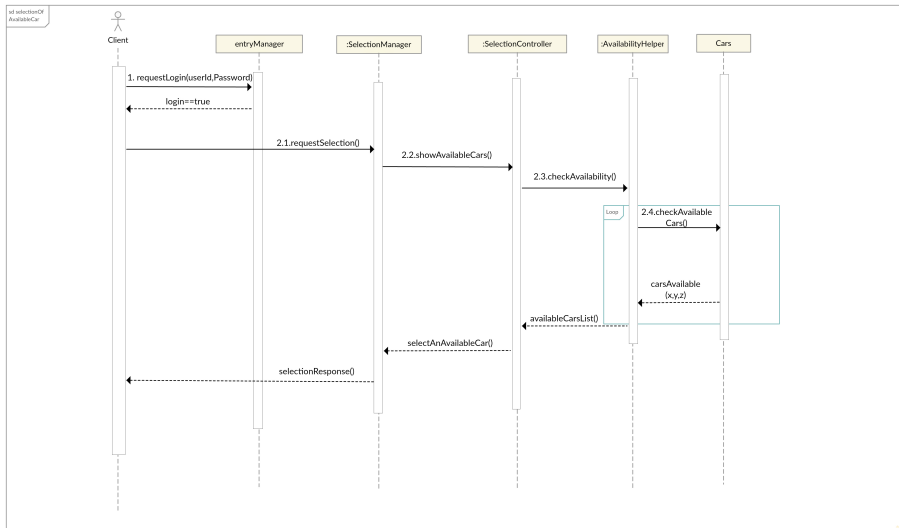 sd selectionOf
AvailableCar
Client
entryManager
:SelectionManager
:SelectionController
:AvailabilityHelper
Cars
1. requestLogin(userId,Password)
login==true
2.1.requestSelection()
2.2.showAvailableCars()
2.3.checkAvailability()
Loop
2.4.checkAvailable
Cars()
carsAvailable
(x,y,z)
availableCarsList()
selectAnAvailableCar()
selectionResponse()